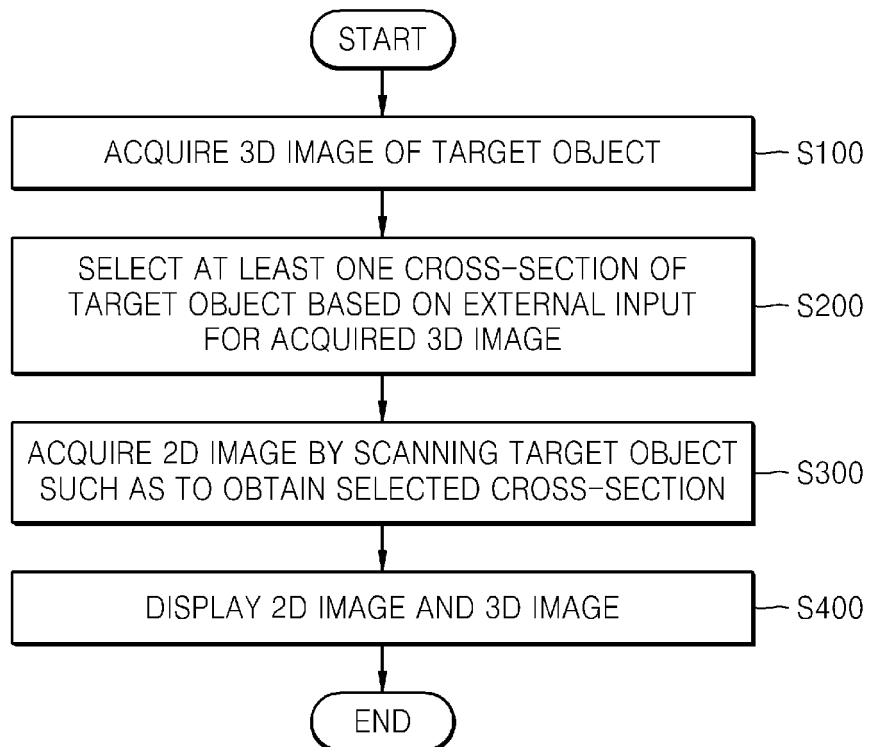 START
ACQUIRE 3D IMAGE OF TARGET OBJECT
S100
SELECT AT LEAST ONE CROSS-SECTION OF
TARGET OBJECT BASED ON EXTERNAL INPUT
FOR ACQUIRED 3D IMAGE
S200
ACQUIRE 2D IMAGE BY SCANNING TARGET OBJECT
SUCH AS TO OBTAIN SELECTED CROSS-SECTION
S300
DISPLAY 2D IMAGE AND 3D IMAGE
S400
END